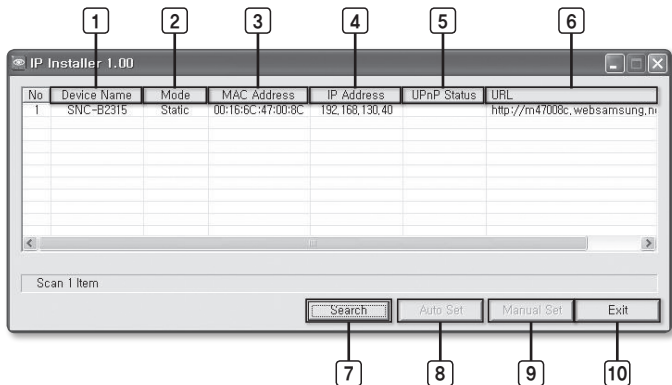 1 2 3 4 5 6
IP Installer 1.00
No Device Name Mode MAC Address IP Address UPnP Status URL
1 SNC-B2315 Static 00:16:6C:47:00:8C 192,168,130,40 http://m47008c.websamsung.n
Scan 1 Item
Search Auto Set Manual Set Exit
7 8 9 10